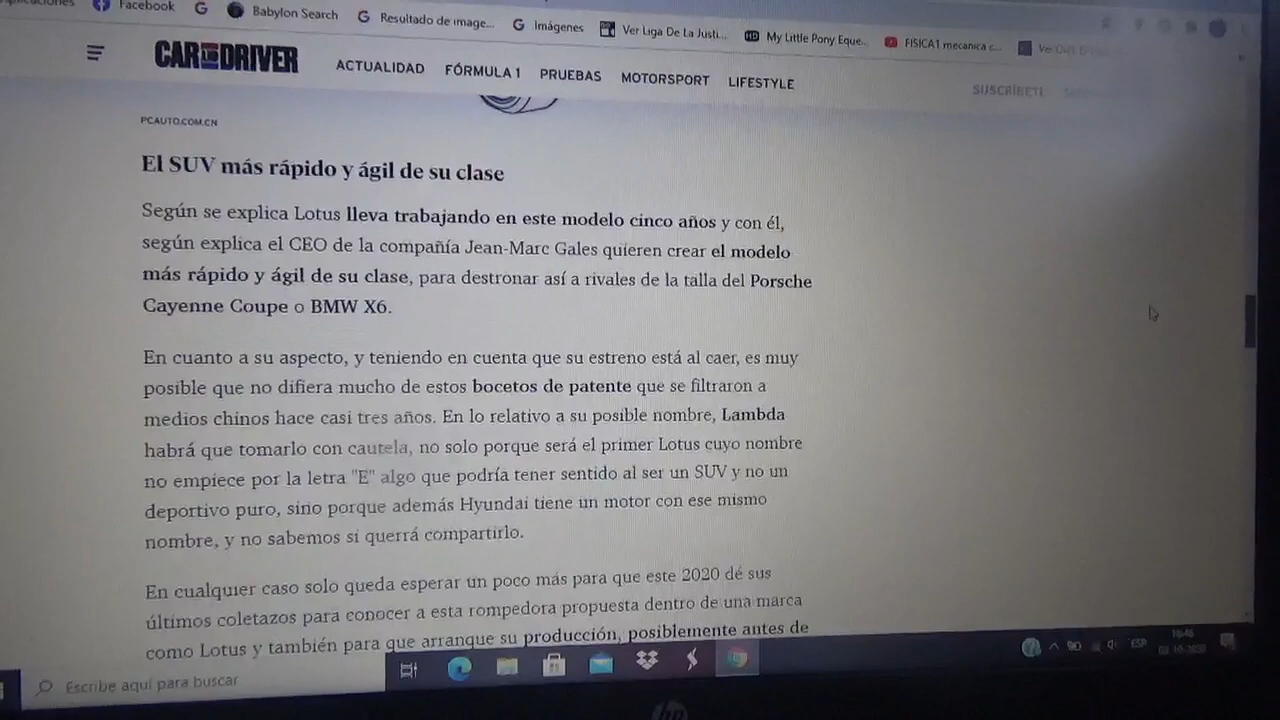 Facebook
Babylon Search
Resultado de image...
Imágenes
Ver Liga De La Justi...
My Little Pony Eque...
FISICA1 mecanica c...
CAR AND DRIVER
ACTUALIDAD FÓRMULA 1 PRUEBAS MOTORSPORT LIFESTYLE
SUSCRÍBETE
PCAUTO.COM.CN
El SUV más rápido y ágil de su clase
Según se explica Lotus lleva trabajando en este modelo cinco años y con él,
según explica el CEO de la compañía Jean-Marc Gales quieren crear el modelo
más rápido y ágil de su clase, para destronar así a rivales de la talla del Porsche
Cayenne Coupe o BMW X6.
En cuanto a su aspecto, y teniendo en cuenta que su estreno está al caer, es muy
posible que no difiera mucho de estos bocetos de patente que se filtraron a
medios chinos hace casi tres años. En lo relativo a su posible nombre, Lambda
habrá que tomarlo con cautela, no solo porque será el primer Lotus cuyo nombre
no empiece por la letra "E" algo que podría tener sentido al ser un SUV y no un
deportivo puro, sino porque además Hyundai tiene un motor con ese mismo
nombre, y no sabemos si querrá compartirlo.
En cualquier caso solo queda esperar un poco más para que este 2020 dé sus
últimos coletazos para conocer a esta rompedora propuesta dentro de una marca
como Lotus y también para que arranque su producción, posiblemente antes de
Escribe aquí para buscar
ESP
16:46
hp